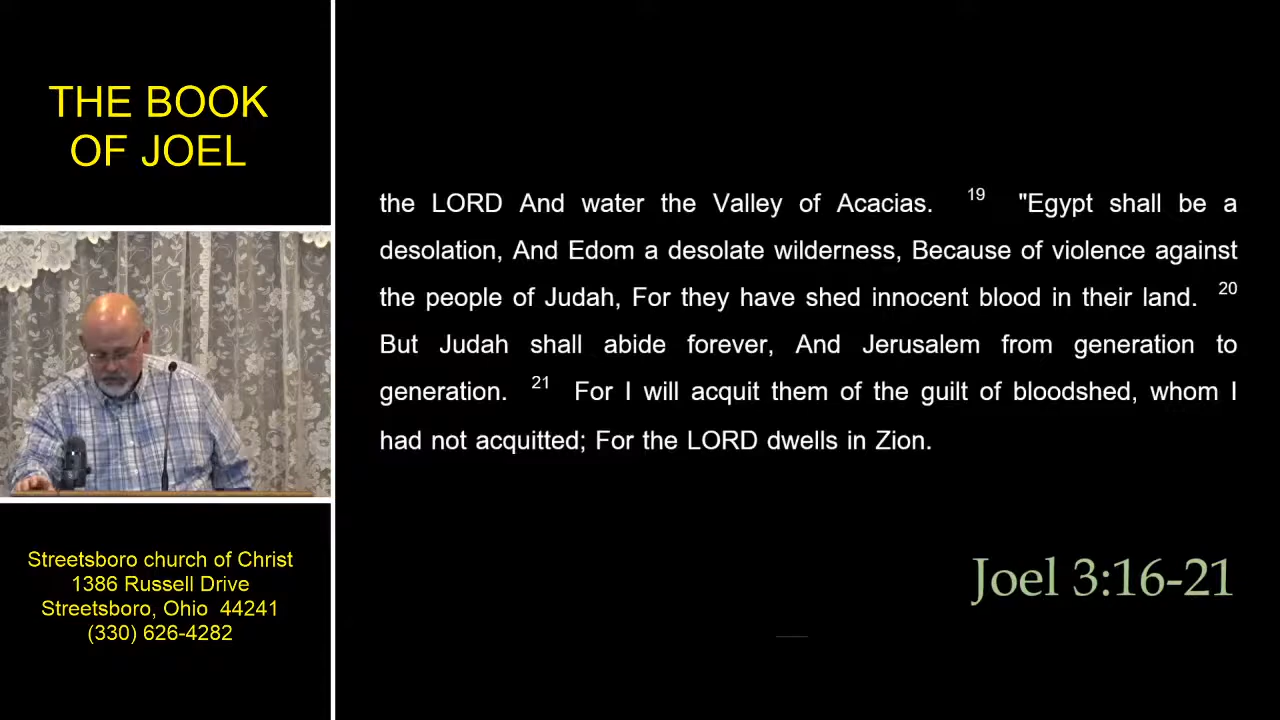 THE BOOK
OF JOEL
the LORD And water the Valley of Acacias. 19 "Egypt shall be a
desolation, And Edom a desolate wilderness, Because of violence against
the people of Judah, For they have shed innocent blood in their land. 20
But Judah shall abide forever, And Jerusalem from generation to
generation. 21 For I will acquit them of the guilt of bloodshed, whom I
had not acquitted; For the LORD dwells in Zion.
Joel 3:16-21
Streetsboro church of Christ
1386 Russell Drive
Streetsboro, Ohio 44241
(330) 626-4282